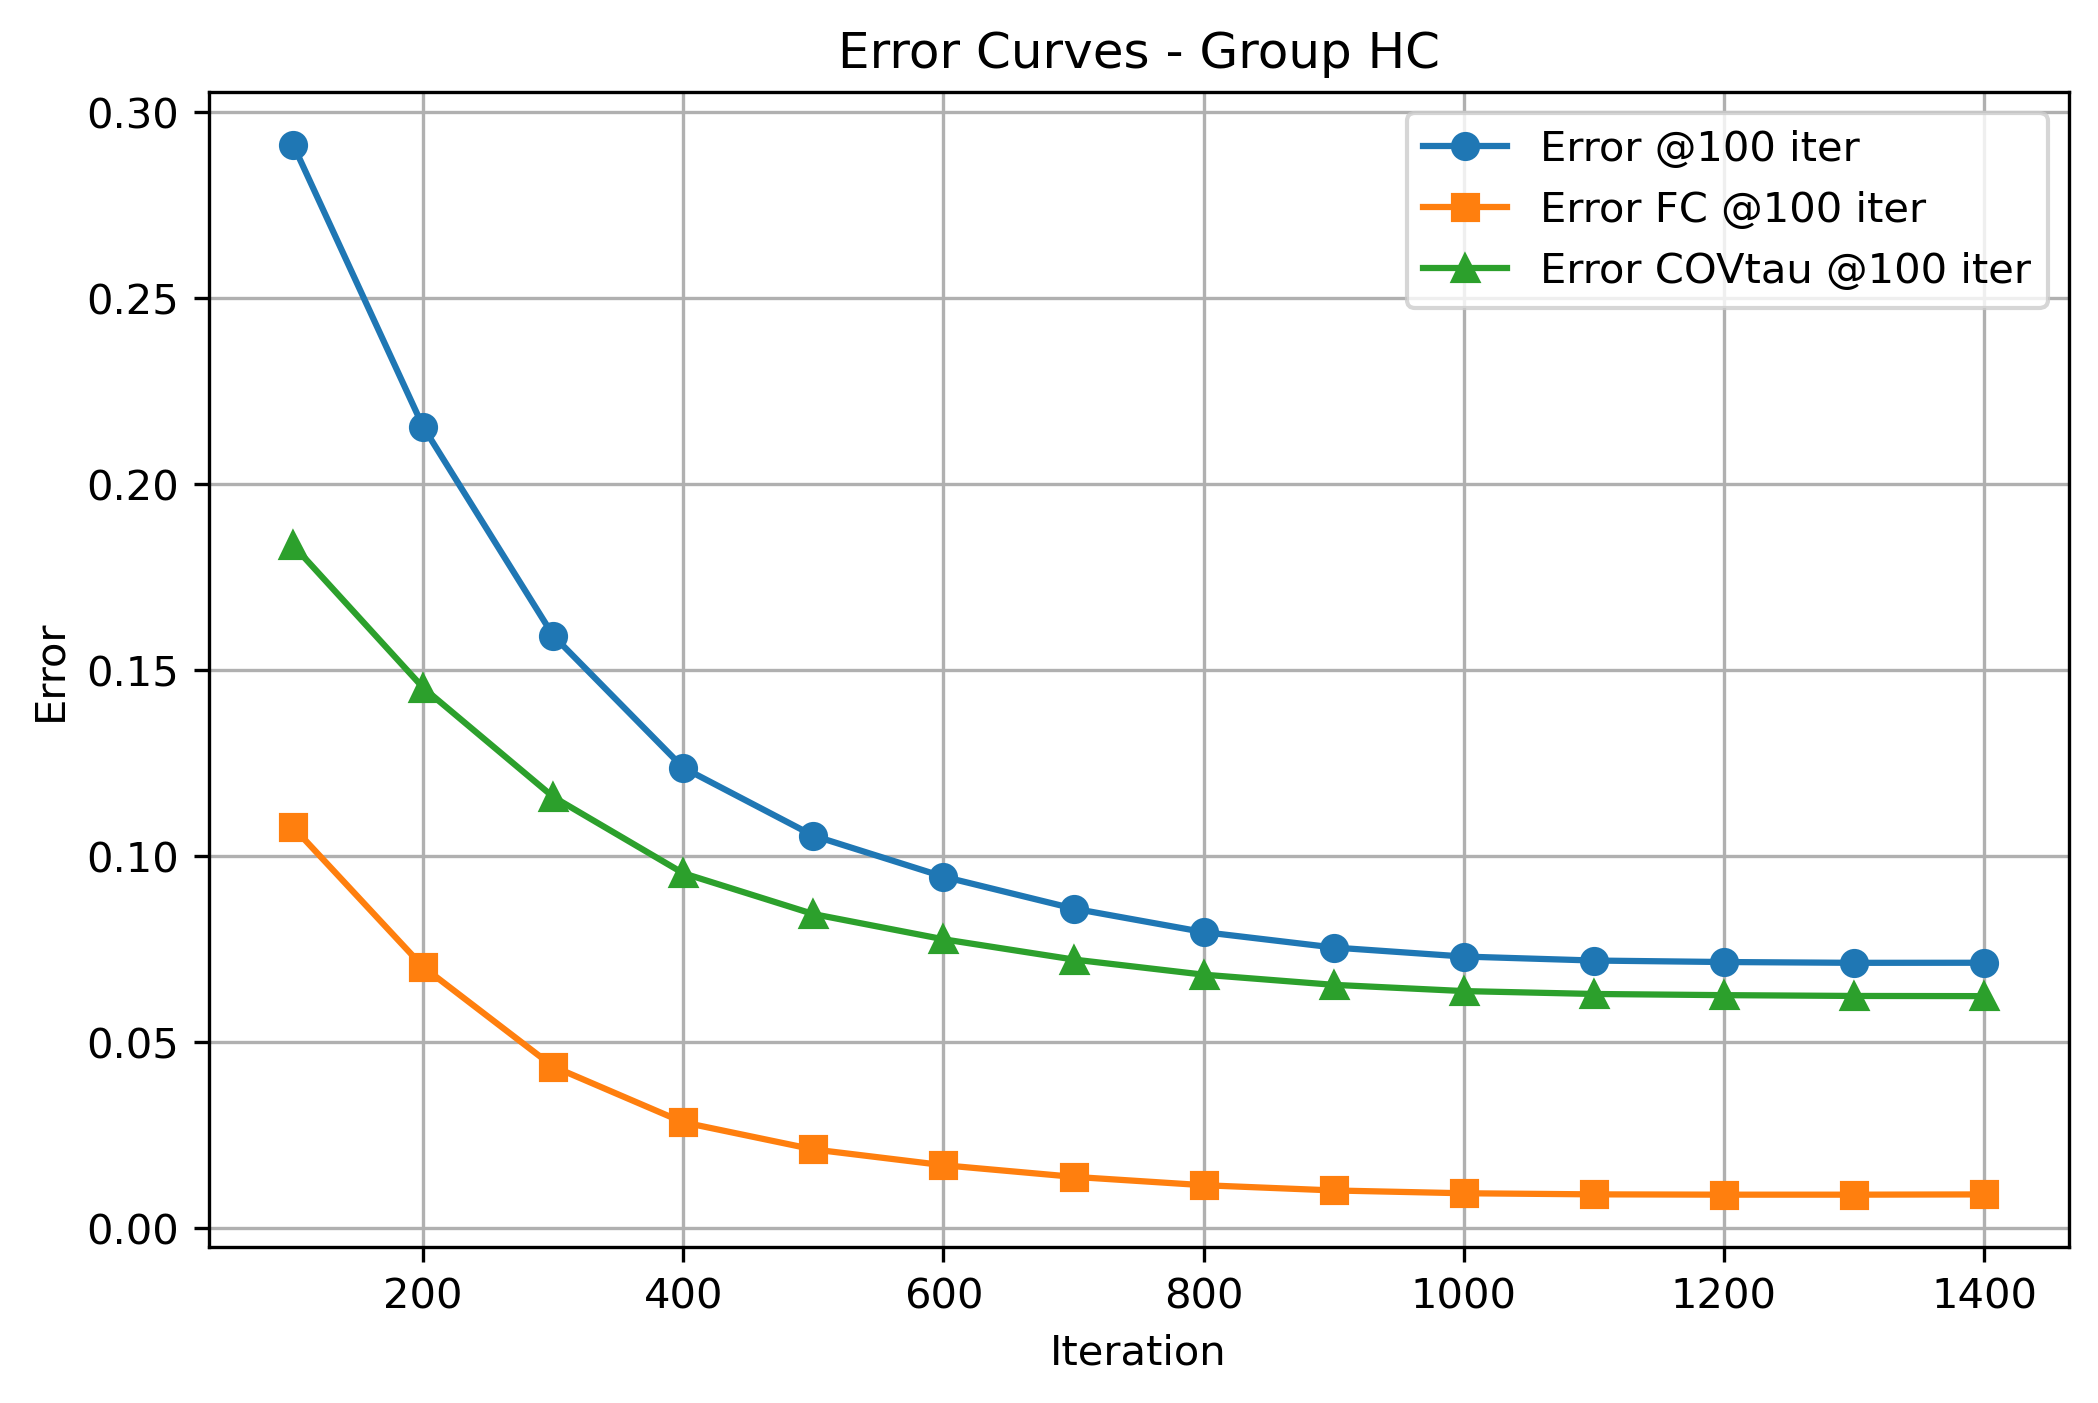 Error Curves - Group HC
0.30
0.25
0.20
0.15
0.10
0.05
0.00
Error
Error @100 iter
Error FC @100 iter
Error COVtau @100 iter
200 400 600 800 1000 1200 1400
Iteration